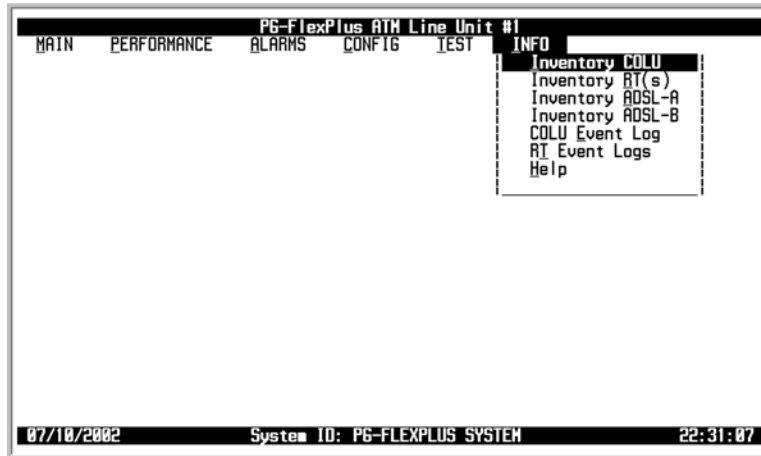 PG-FlexPlus ATM Line Unit #1
MAIN PERFORMANCE ALARMS CONFIG TEST INFO
Inventory COLU
Inventory RT(s)
Inventory ADSL-A
Inventory ADSL-B
COLU Event Log
RT Event Logs
Help
07/10/2002 System ID: PG-FLEXPLUS SYSTEM 22:31:07